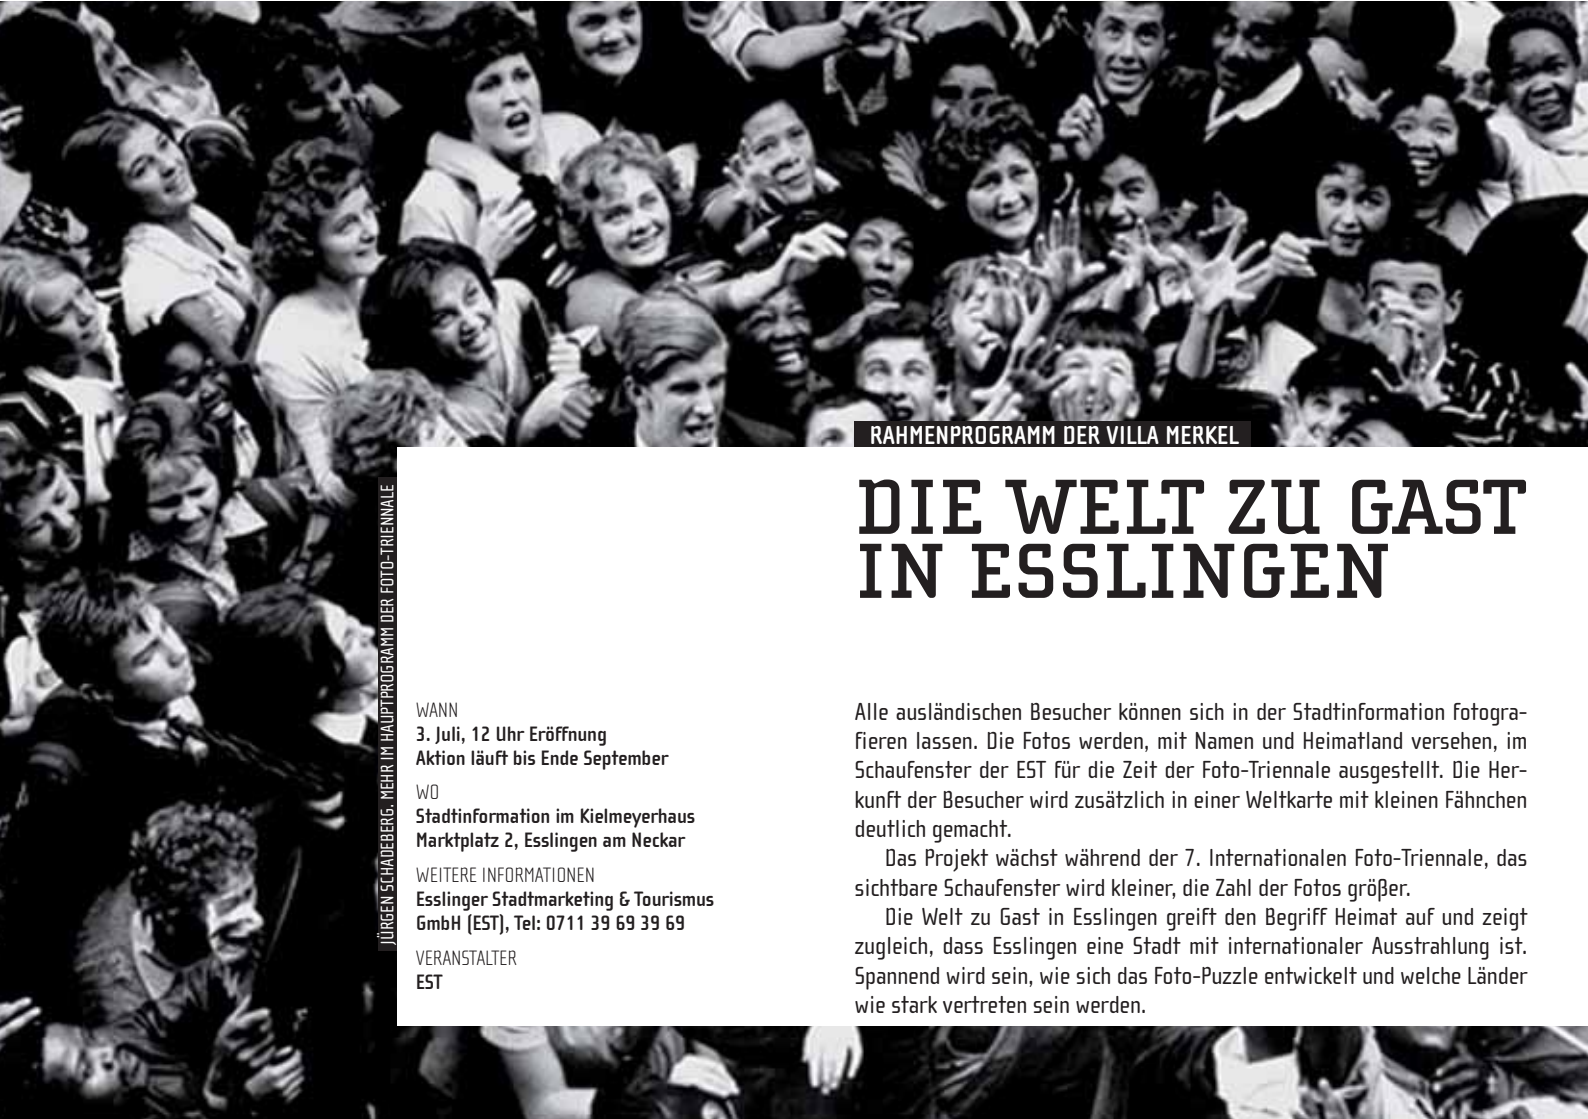 RAHMENPROGRAMM DER VILLA MERKEL
DIE WELT ZU GAST
IN ESSLINGEN
JÜRGEN SCHADEBERG. MEHR IM HAUPTPROGRAMM DER FOTO-TRIENNALE
WANN
3. Juli, 12 Uhr Eröffnung
Aktion läuft bis Ende September
WO
Stadtinformation im Kielmeyerhaus
Marktplatz 2, Esslingen am Neckar
WEITERE INFORMATIONEN
Esslinger Stadtmarketing & Tourismus
GmbH (EST), Tel: 0711 39 69 39 69
VERANSTALTER
EST
Alle ausländischen Besucher können sich in der Stadtinformation fotogra-
fieren lassen. Die Fotos werden, mit Namen und Heimatland versehen, im
Schaufenster der EST für die Zeit der Foto-Triennale ausgestellt. Die Her-
kunft der Besucher wird zusätzlich in einer Weltkarte mit kleinen Fähnchen
deutlich gemacht.
Das Projekt wächst während der 7. Internationalen Foto-Triennale, das
sichtbare Schaufenster wird kleiner, die Zahl der Fotos größer.
Die Welt zu Gast in Esslingen greift den Begriff Heimat auf und zeigt
zugleich, dass Esslingen eine Stadt mit internationaler Ausstrahlung ist.
Spannend wird sein, wie sich das Foto-Puzzle entwickelt und welche Länder
wie stark vertreten sein werden.